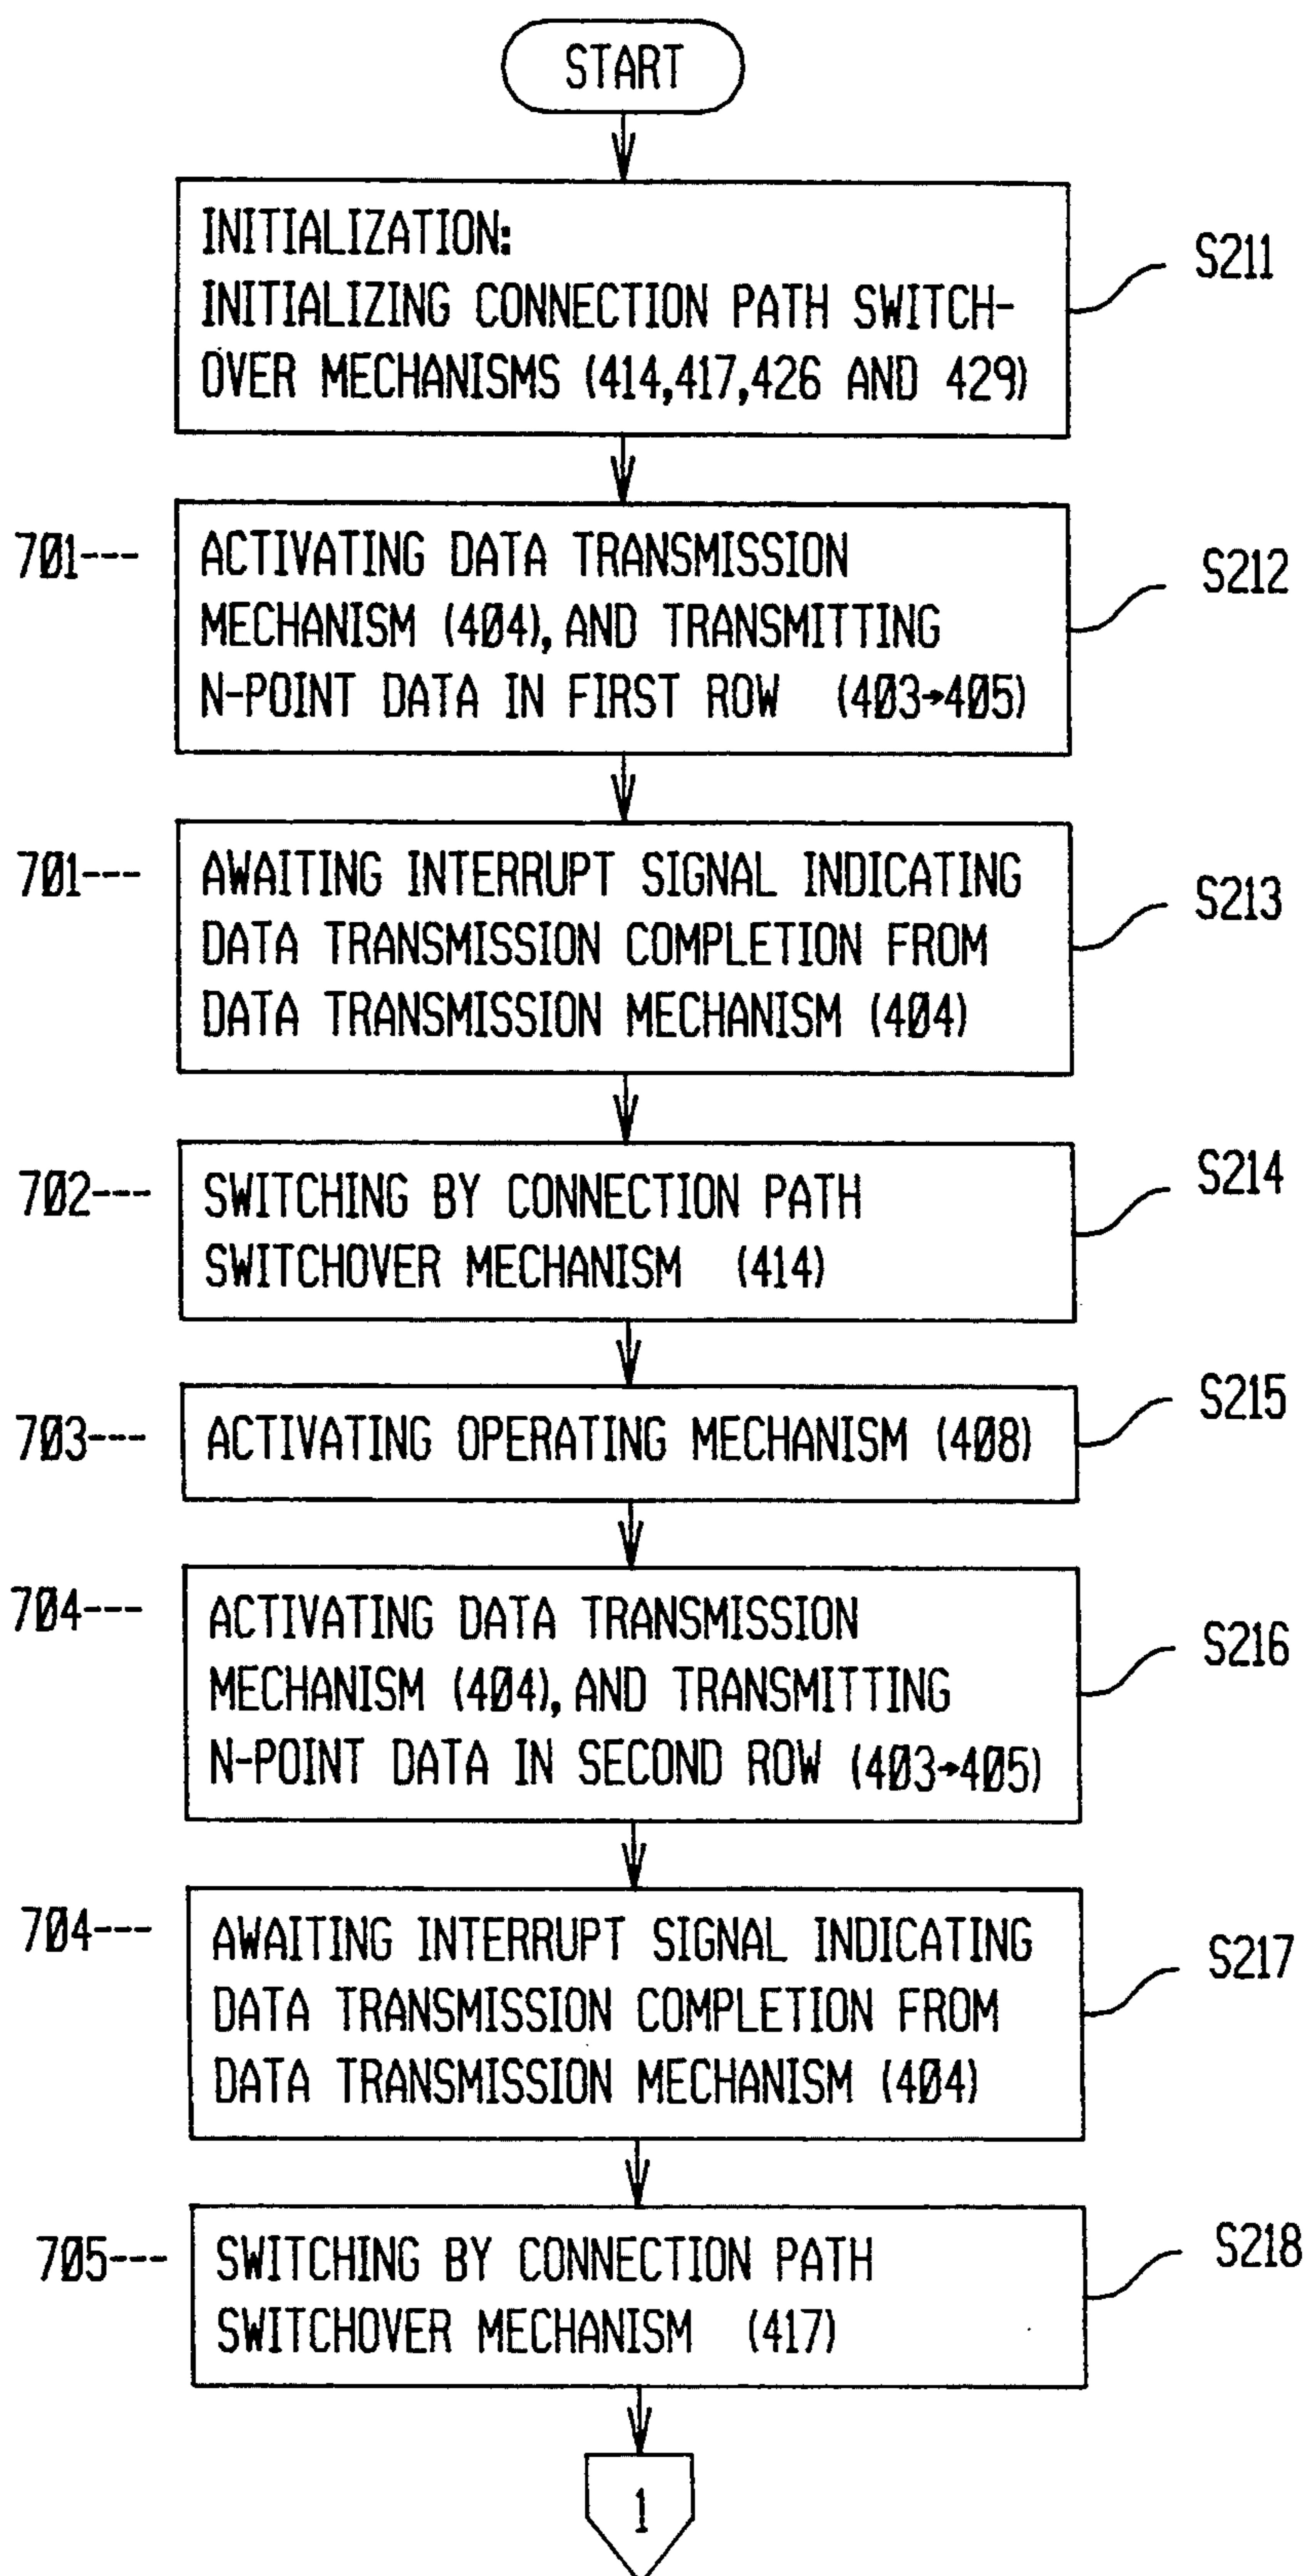 START
INITIALIZATION:
INITIALIZING CONNECTION PATH SWITCH-
OVER MECHANISMS (414,417,426 AND 429)
S211
701---
ACTIVATING DATA TRANSMISSION
MECHANISM (404), AND TRANSMITTING
N-POINT DATA IN FIRST ROW (403→405)
S212
701---
AWAITING INTERRUPT SIGNAL INDICATING
DATA TRANSMISSION COMPLETION FROM
DATA TRANSMISSION MECHANISM (404)
S213
702---
SWITCHING BY CONNECTION PATH
SWITCHOVER MECHANISM (414)
S214
703---
ACTIVATING OPERATING MECHANISM (408)
S215
704---
ACTIVATING DATA TRANSMISSION
MECHANISM (404), AND TRANSMITTING
N-POINT DATA IN SECOND ROW (403→405)
S216
704---
AWAITING INTERRUPT SIGNAL INDICATING
DATA TRANSMISSION COMPLETION FROM
DATA TRANSMISSION MECHANISM (404)
S217
705---
SWITCHING BY CONNECTION PATH
SWITCHOVER MECHANISM (417)
S218
1